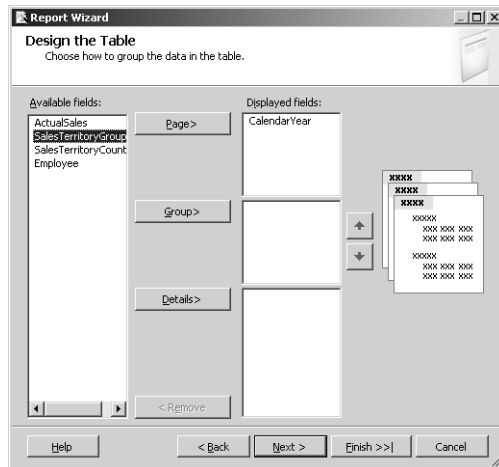 Report Wizard
Design the Table
Choose how to group the data in the table.
Available fields:
ActualSales
SalesTerritoryGroup
SalesTerritoryCount
Employee
Page>
Group>
Details>
< Remove
Displayed fields:
CalendarYear
xxxx
xxxx
xxxx
xxxxx
xxx xxx xxx
xxx xxx xxx
xxxxx
xxx xxx xxx
xxx xxx xxx
Help
< Back
Next >
Finish >>|
Cancel